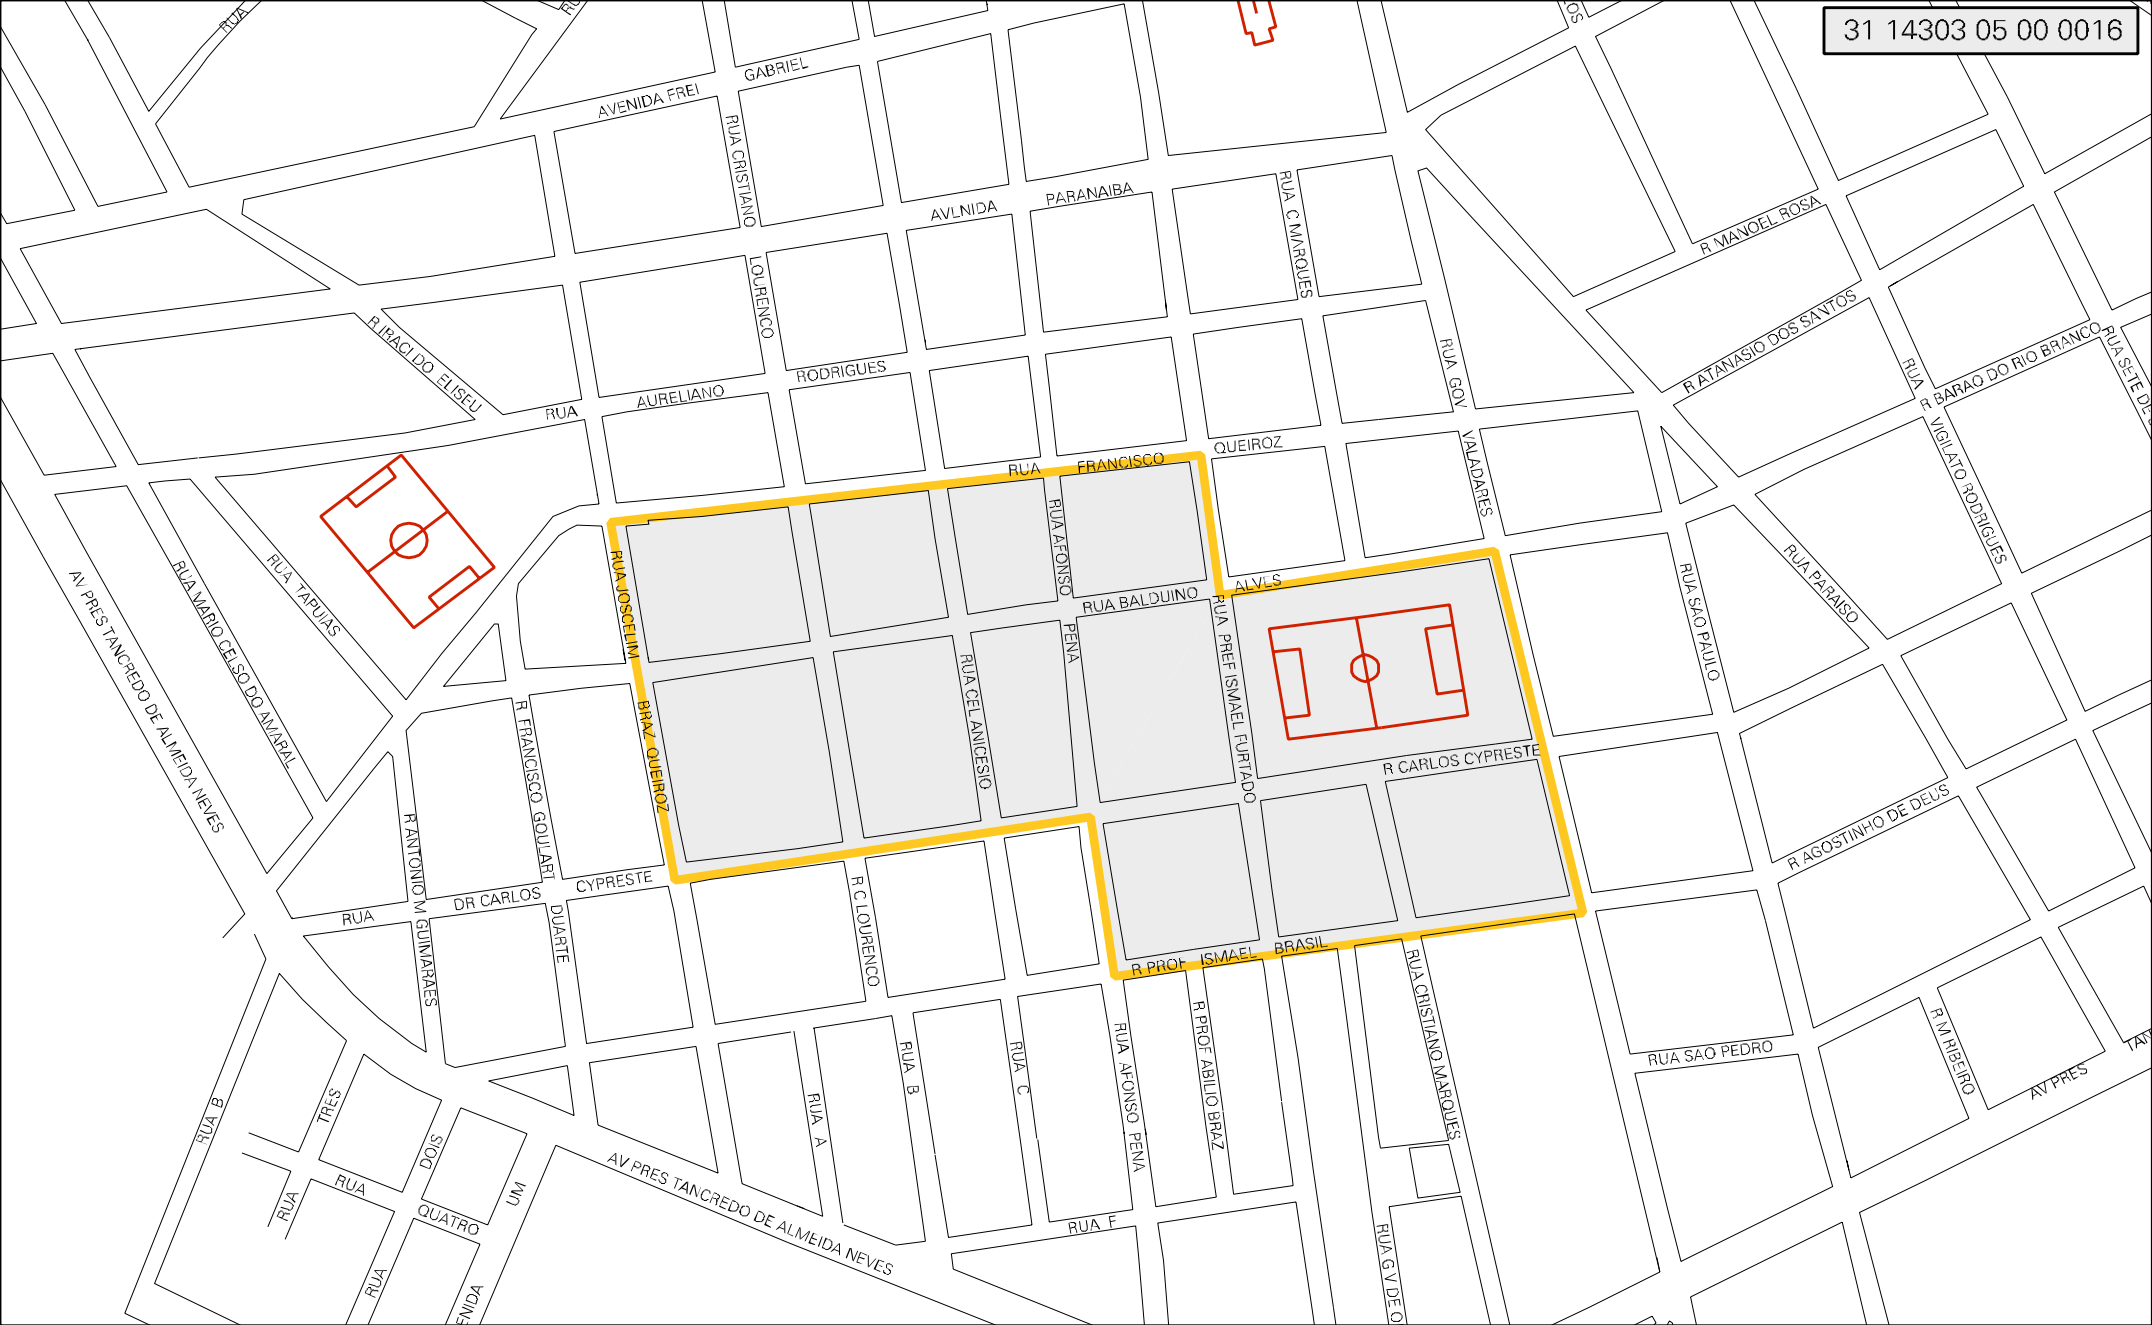 31 14303 05 00 0016
RUA
GABRIEL
AVENIDA FREI
RUA CRISTIANO
PARANAIBA
AVLNIDA
RUA C MARQUES
R MANOEL ROSA
LOURENCO
R IRACI DO ELISEU
R ATANASIO DOS SANTOS
R BARAO DO RIO BRANCO
RUA SETE DE
RUA GOV
RUA
RODRIGUES
AURELIANO
RUA
VIGILATO RODRIGUES
VALADARES
QUEIROZ
FRANCISCO
RUA
RUA AFONSO
RUA TAPUIAS
RUA MARIO CELSO DO AMARAL
AV PRES TANCREDO DE ALMEIDA NEVES
RUA JOSCELIM
ALVES
RUA BALDUINO
RUA PREF ISMAEL FURTADO
RUA SAO PAULO
RUA PARAISO
PENA
RUA CEL ANICESIO
BRAZ QUEIROZ
R FRANCISCO GOULART
R CARLOS CYPRESTE
R AGOSTINHO DE DEUS
R ANTONIO M GUIMARAES
CYPRESTE
DR CARLOS
RUA
DUARTE
R C LOURENCO
BRASIL
ISMAEL
R PROF
RUA CRISTIANO MARQUES
R PROF ABILIO BRAZ
RUA AFONSO PENA
RUA C
RUA B
RUA A
RUA SAO PEDRO
R M RIBEIRO
AV PRES
TAN
RUA B
TRES
DOIS
UM
RUA
RUA
QUATRO
AV PRES TANCREDO DE ALMEIDA NEVES
RUA F
RUA G V DE O
RUA
ENIDA